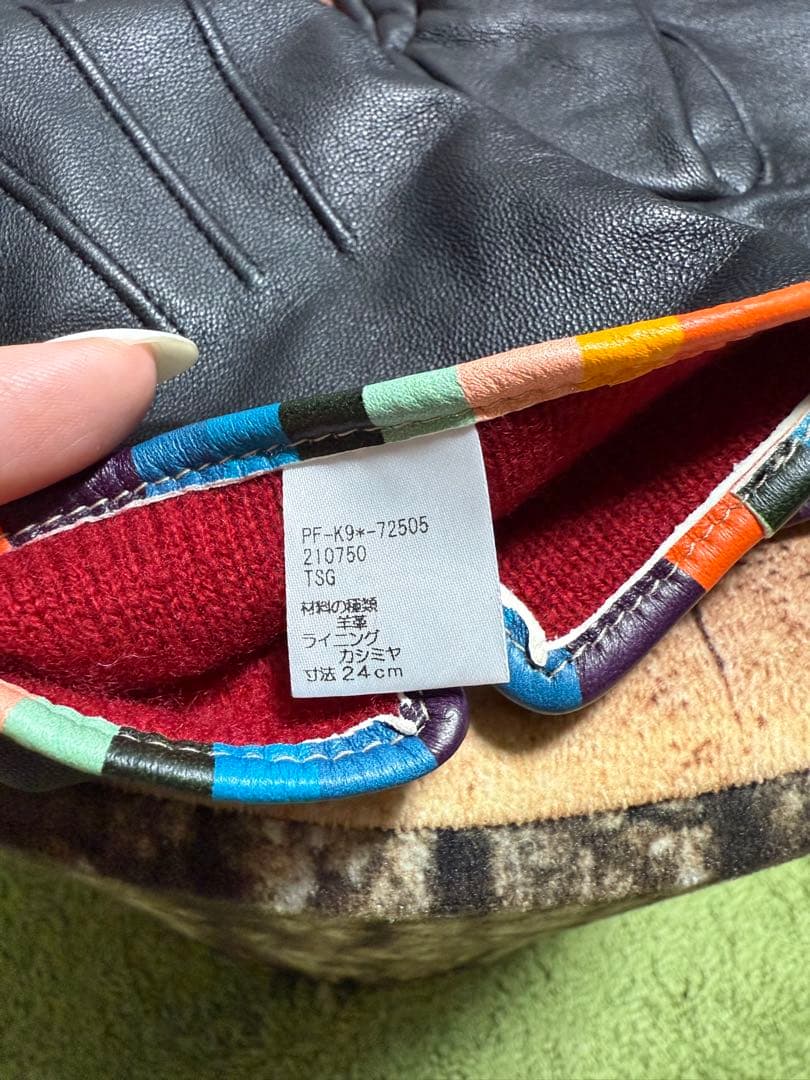 PF-K9*-72505
210750
TSG
材料の種類
羊革
ライニング
カシミヤ
寸法 24cm